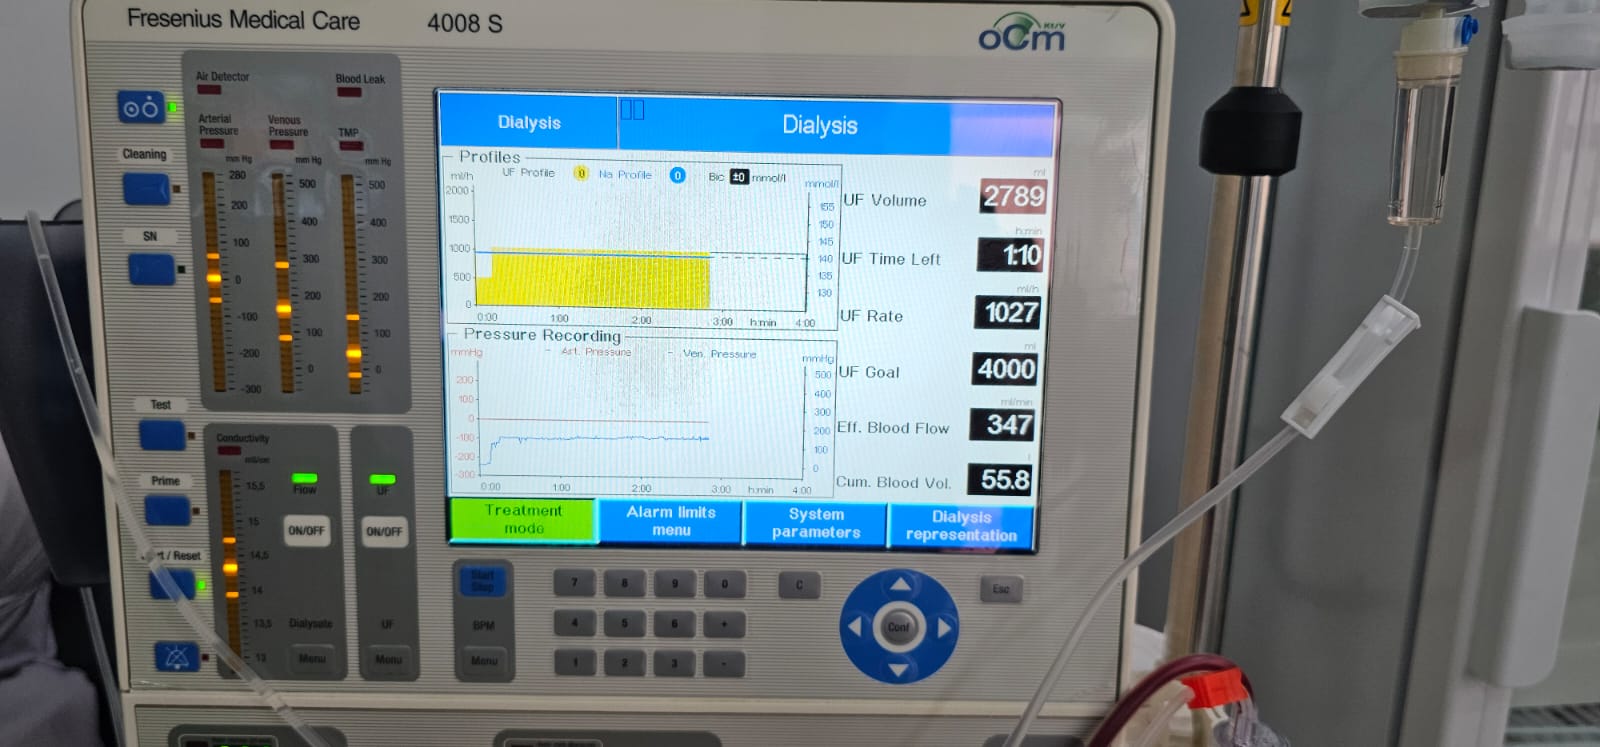 Fresenius Medical Care
4008 S
OCM
Kt/V
Air Detector
Blood Leak
Arterial Pressure
Venous Pressure
TMP
mm Hg
mm Hg
mm Hg
280
200
100
0
-100
-200
-300
500
400
300
200
100
0
500
400
300
200
100
0
Cleaning
SN
Test
Prime
/ Reset
Conductivity
mS/cm
15,5
15
14,5
14
13,5
13
Flow
ON/OFF
Dialysate
Menu
UF
ON/OFF
UF
Menu
Dialysis
Dialysis
Profiles
ml/h
UF Profile
0
Na Profile
0
Bic
±0
mmol/l
mmol/l
2000
1500
1000
500
0
155
150
145
140
135
130
0:00
1:00
2:00
3:00
h:min
4:00
Pressure Recording
mmHg
- Art. Pressure
- Ven. Pressure
mmHg
200
100
0
-100
-200
-300
500
400
300
200
100
0
0:00
1:00
2:00
3:00
h:min
4:00
ml
UF Volume 2789
h:min
UF Time Left 1:10
ml/h
UF Rate 1027
ml
UF Goal 4000
ml/min
Eff. Blood Flow 347
l
Cum. Blood Vol. 55.8
Treatment mode
Alarm limits menu
System parameters
Dialysis representation
Start Stop
BPM
Menu
7 8 9 0
C
4 5 6 +
1 2 3 -
Conf
Esc